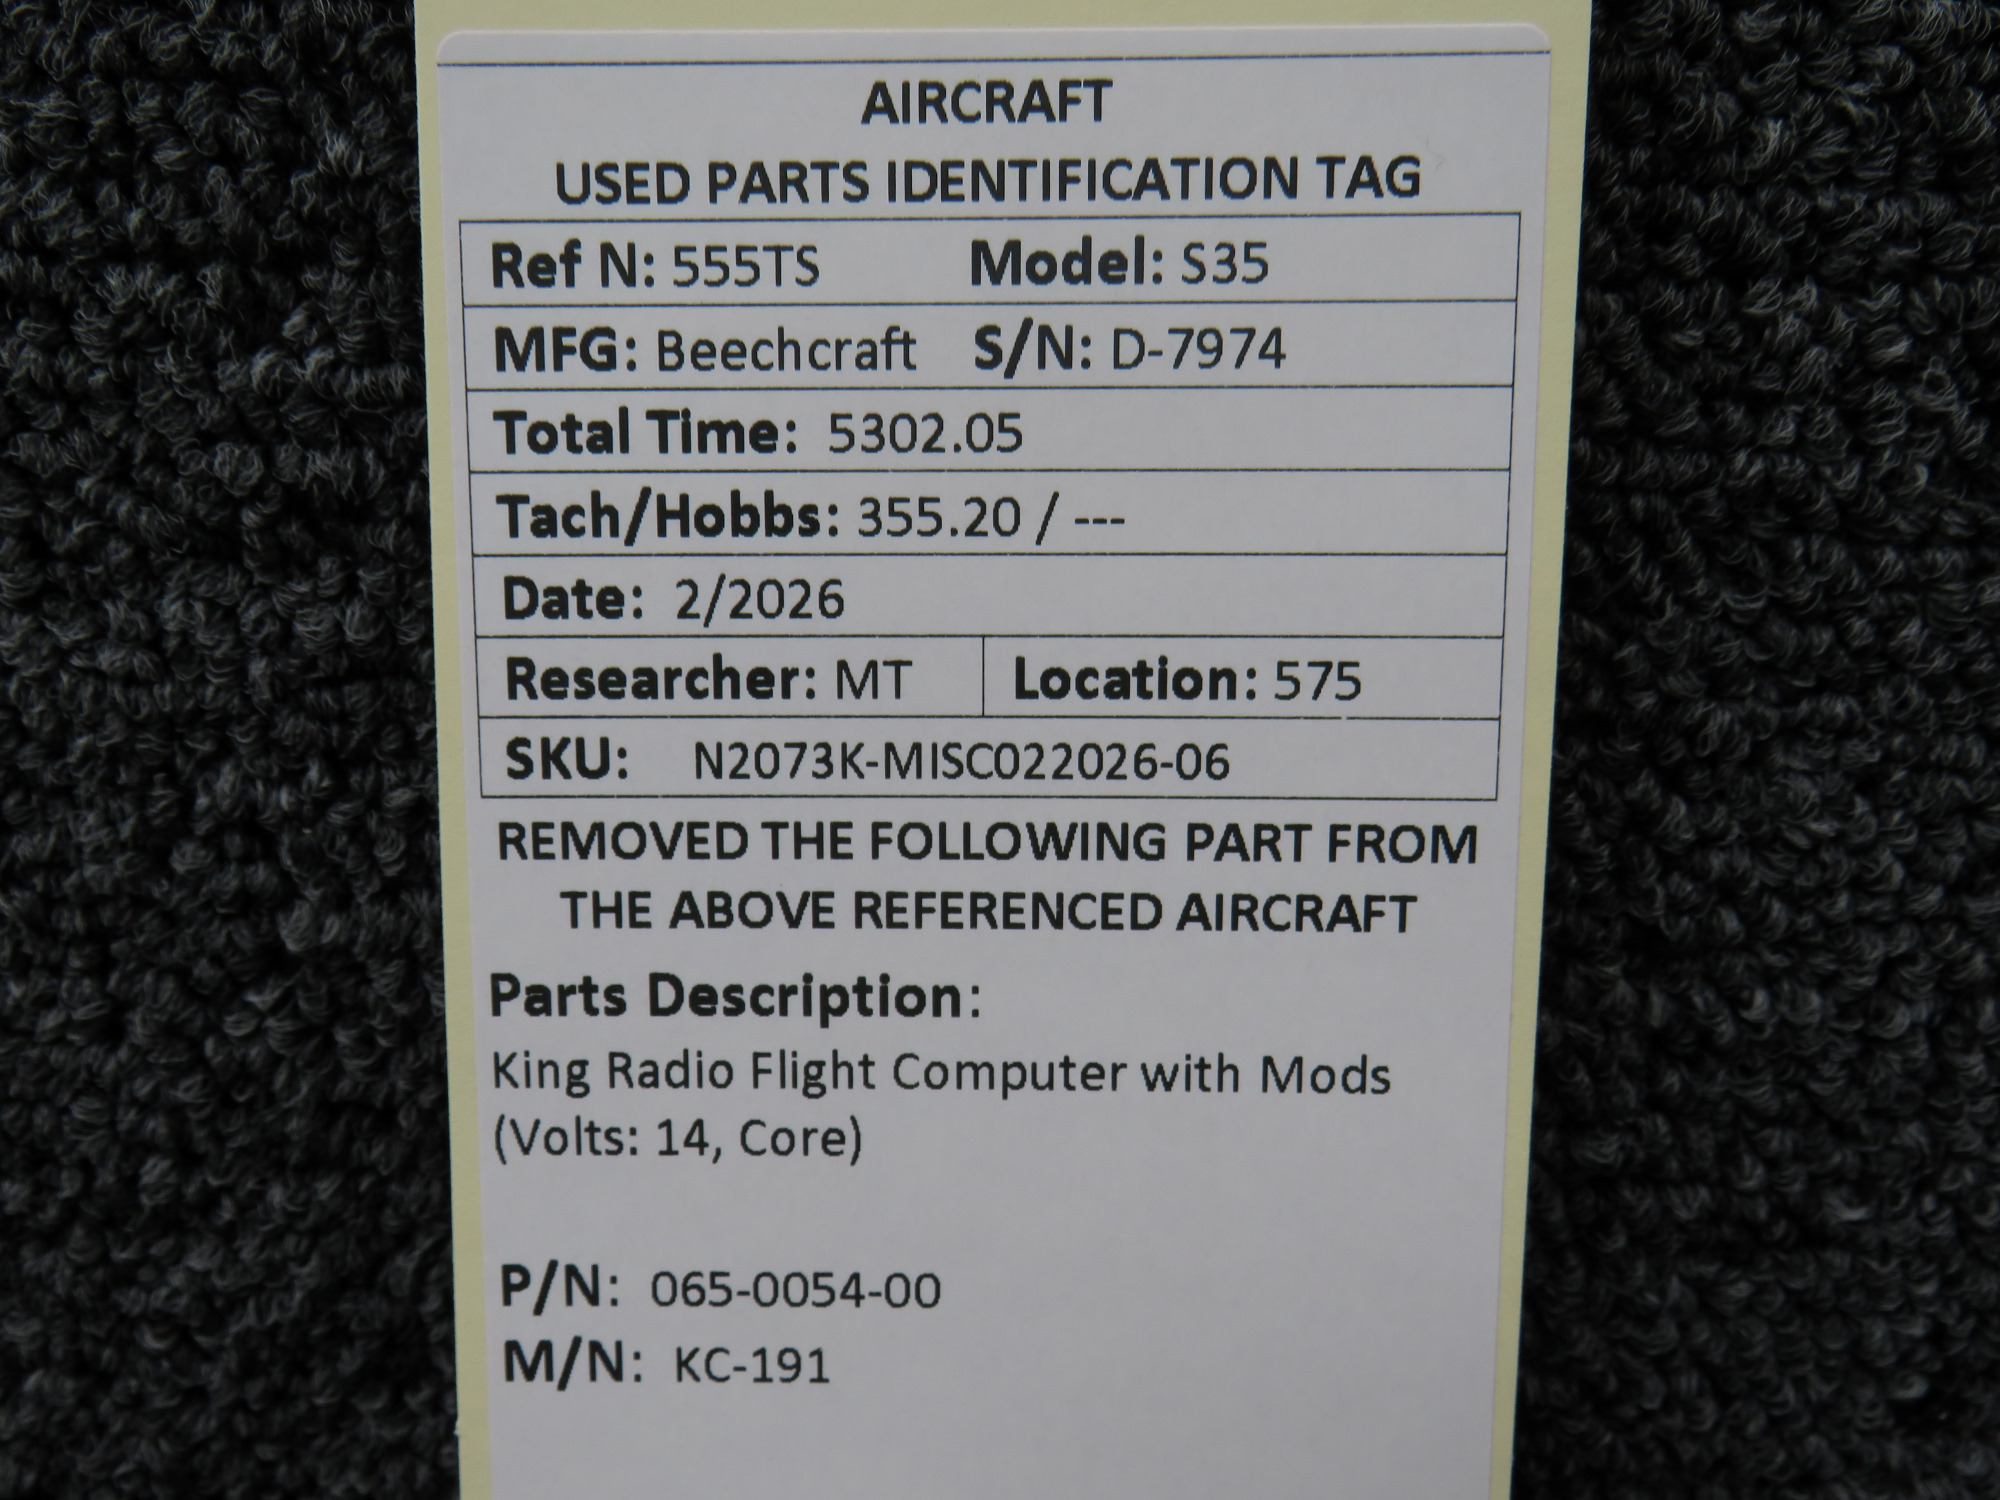 AIRCRAFT
USED PARTS IDENTIFICATION TAG
Ref N: 555TS Model: S35
MFG: Beechcraft S/N: D-7974
Total Time: 5302.05
Tach/Hobbs: 355.20 / ---
Date: 2/2026
Researcher: MT Location: 575
SKU: N2073K-MISC022026-06
REMOVED THE FOLLOWING PART FROM
THE ABOVE REFERENCED AIRCRAFT
Parts Description:
King Radio Flight Computer with Mods
(Volts: 14, Core)
P/N: 065-0054-00
M/N: KC-191